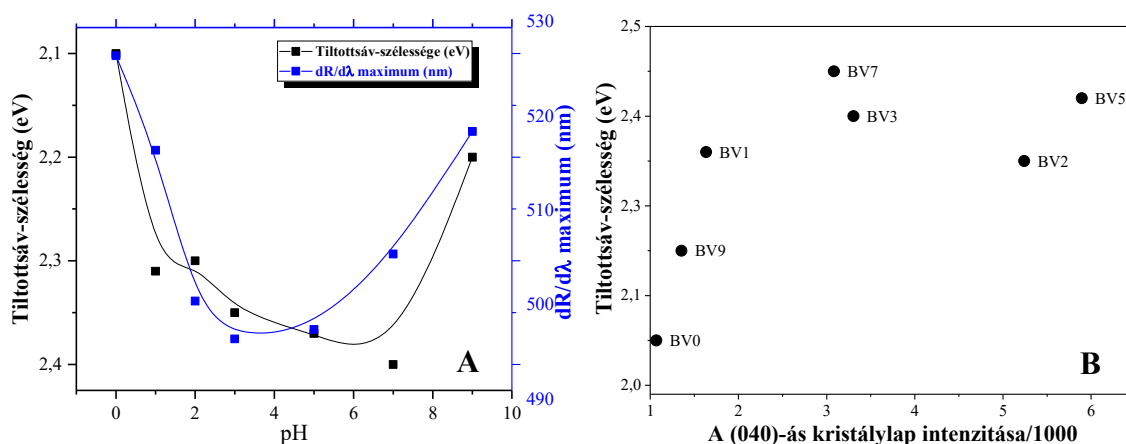 2,1
2,2
2,3
2,4
Tiltottsáv-szélesség (eV)
Tiltottsáv-szélessége (eV)
dR/dλ maximum (nm)
530
520
510
500
490
dR/dλ maximum (nm)
A
0
2
4
6
8
10
pH
2,5
2,4
2,3
2,1
2,0
Tiltottsáv-szélesség (eV)
BV7
BV5
BV3
BV1
BV2
BV9
BV0
B
1
2
3
4
5
6
A (040)-ás kristálylap intenzitása/1000